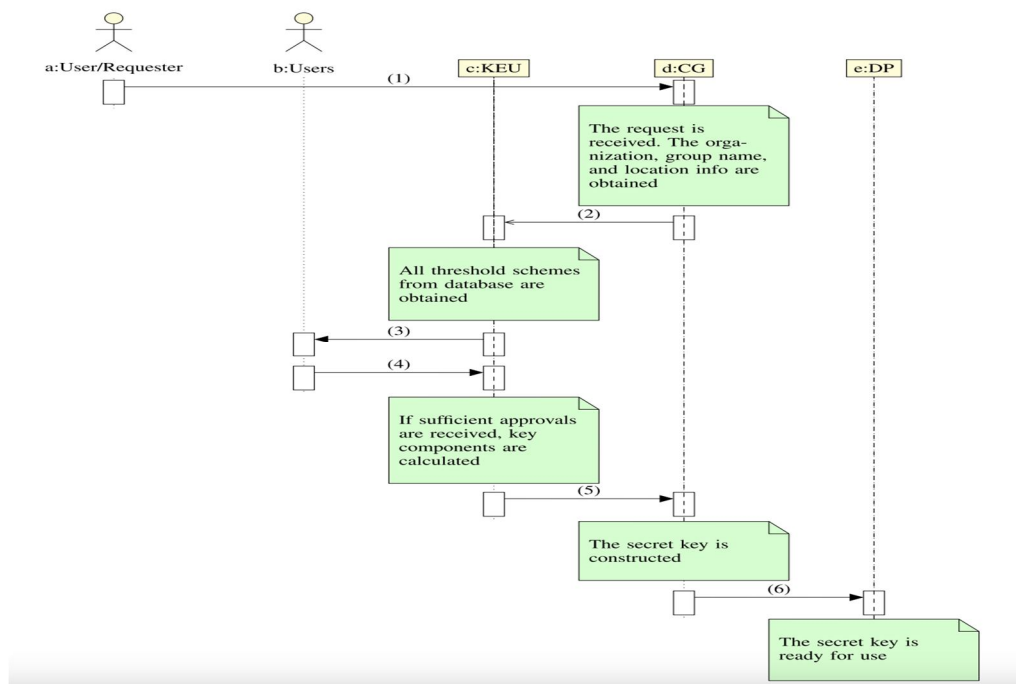 a:User/Requester
b:Users
c:KEU
d:CG
e:DP
(1)
The request is
received. The orga-
nization, group name,
and location info are
obtained
(2)
All threshold schemes
from database are
obtained
(3)
(4)
If sufficient approvals
are received, key
components are
calculated
(5)
The secret key is
constructed
(6)
The secret key is
ready for use